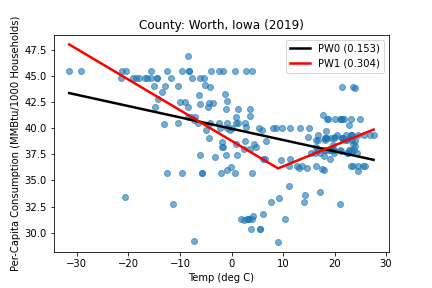 County: Worth, Iowa (2019)
Per-Capita Consumption (MMBtu/1000 Households)
47.5
45.0
42.5
40.0
37.5
35.0
32.5
30.0
PW0 (0.153)
PW1 (0.304)
−30 −20 −10 0 10 20 30
Temp (deg C)